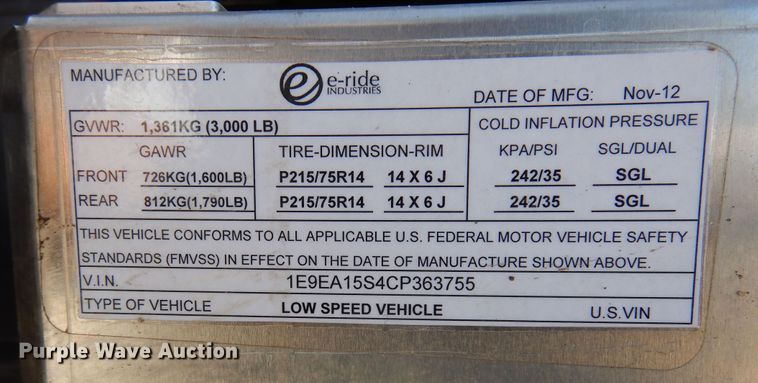 MANUFACTURED BY: e-ride INDUSTRIES
DATE OF MFG: Nov-12
GVWR: 1,361KG (3,000 LB) COLD INFLATION PRESSURE
GAWR TIRE-DIMENSION-RIM KPA/PSI SGL/DUAL
FRONT 726KG(1,600LB) P215/75R14 14 X 6 J 242/35 SGL
REAR 812KG(1,790LB) P215/75R14 14 X 6 J 242/35 SGL
THIS VEHICLE CONFORMS TO ALL APPLICABLE U.S. FEDERAL MOTOR VEHICLE SAFETY
STANDARDS (FMVSS) IN EFFECT ON THE DATE OF MANUFACTURE SHOWN ABOVE.
V.I.N. 1E9EA15S4CP363755
TYPE OF VEHICLE LOW SPEED VEHICLE U.S.VIN
Purple Wave Auction